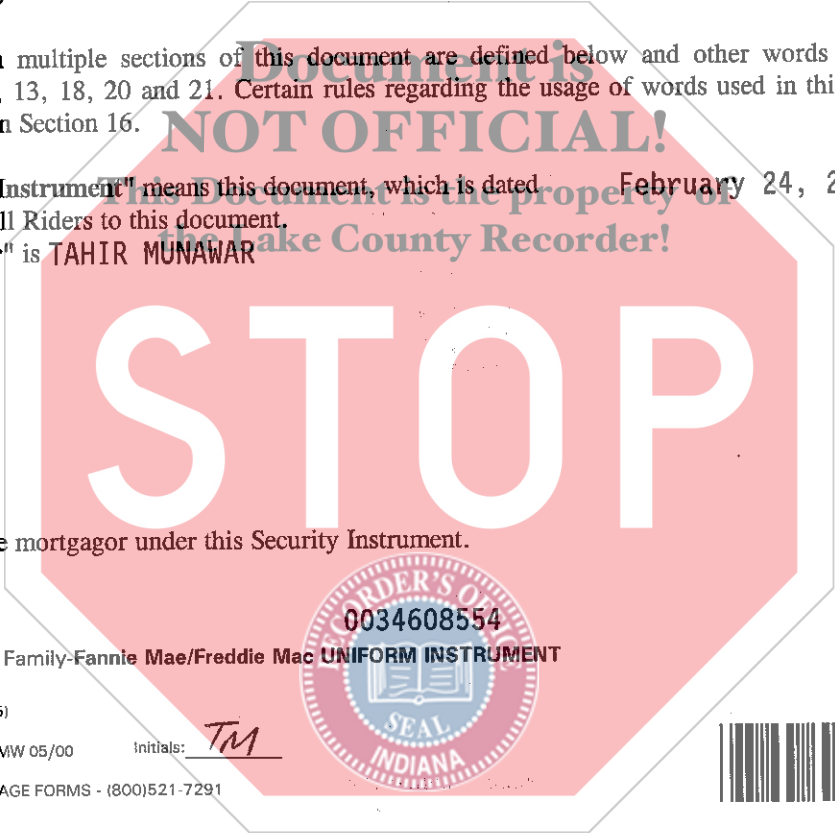 multiple sections of this document are defined below and other words
13, 18, 20 and 21. Certain rules regarding the usage of words used in thi
n Section 16.
Document is
NOT OFFICIAL!
This Document is the property of
the Lake County Recorder!
Instrument" means this document, which is dated February 24, 2
ll Riders to this document.
" is TAHIR MUNAWAR
STOP
e mortgagor under this Security Instrument.
RECORDER'S OFFICE
SEAL
INDIANA
0034608554
Family-Fannie Mae/Freddie Mac UNIFORM INSTRUMENT
)
MW 05/00 Initials: TM
AGE FORMS - (800)521-7291